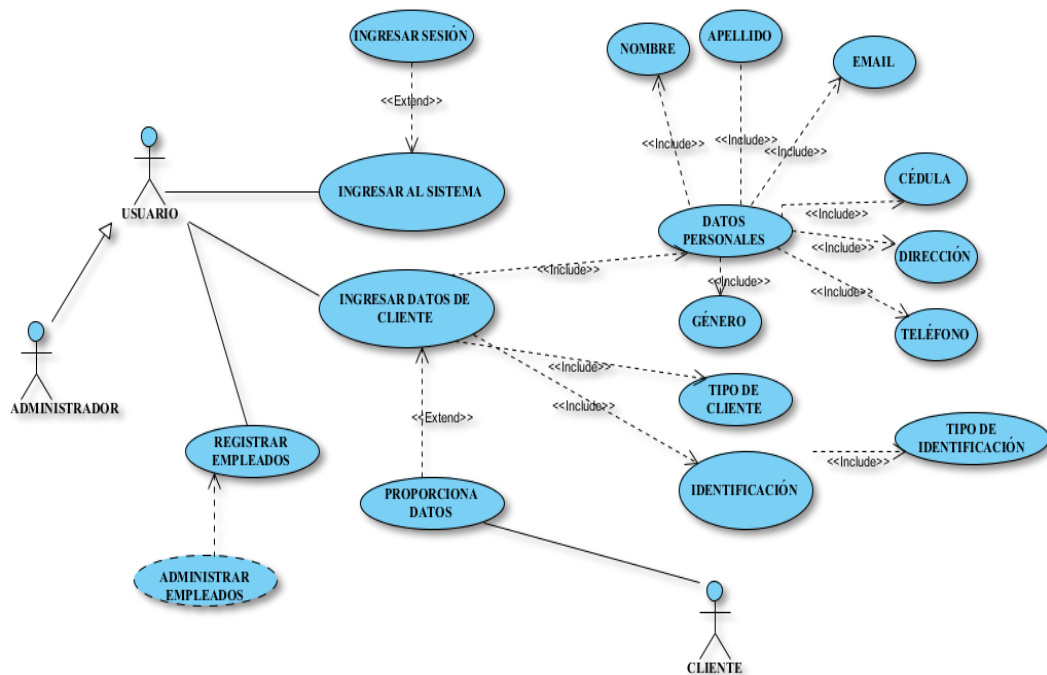 INGRESAR SESIÓN
NOMBRE
APELLIDO
EMAIL
<<Extend>>
<<Include>>
<<Include>>
<<Include>>
USUARIO
INGRESAR AL SISTEMA
CÉDULA
<<Include>>
DATOS
PERSONALES
<<Include>>
DIRECCIÓN
<<Include>>
<<Include>>
<<Include>>
INGRESAR DATOS DE
CLIENTE
GÉNERO
TELÉFONO
ADMINISTRADOR
<<Include>>
TIPO DE
CLIENTE
<<Extend>>
<<Include>>
REGISTRAR
EMPLEADOS
TIPO DE
IDENTIFICACIÓN
<<Include>>
PROPORCIONA
DATOS
IDENTIFICACIÓN
ADMINISTRAR
EMPLEADOS
CLIENTE